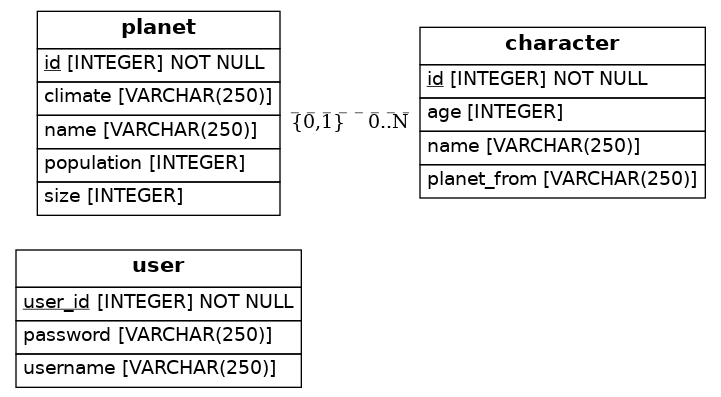 planet
id [INTEGER] NOT NULL
climate [VARCHAR(250)]
name [VARCHAR(250)]
population [INTEGER]
size [INTEGER]
{0,1} 0..N
character
id [INTEGER] NOT NULL
age [INTEGER]
name [VARCHAR(250)]
planet_from [VARCHAR(250)]
user
user_id [INTEGER] NOT NULL
password [VARCHAR(250)]
username [VARCHAR(250)]